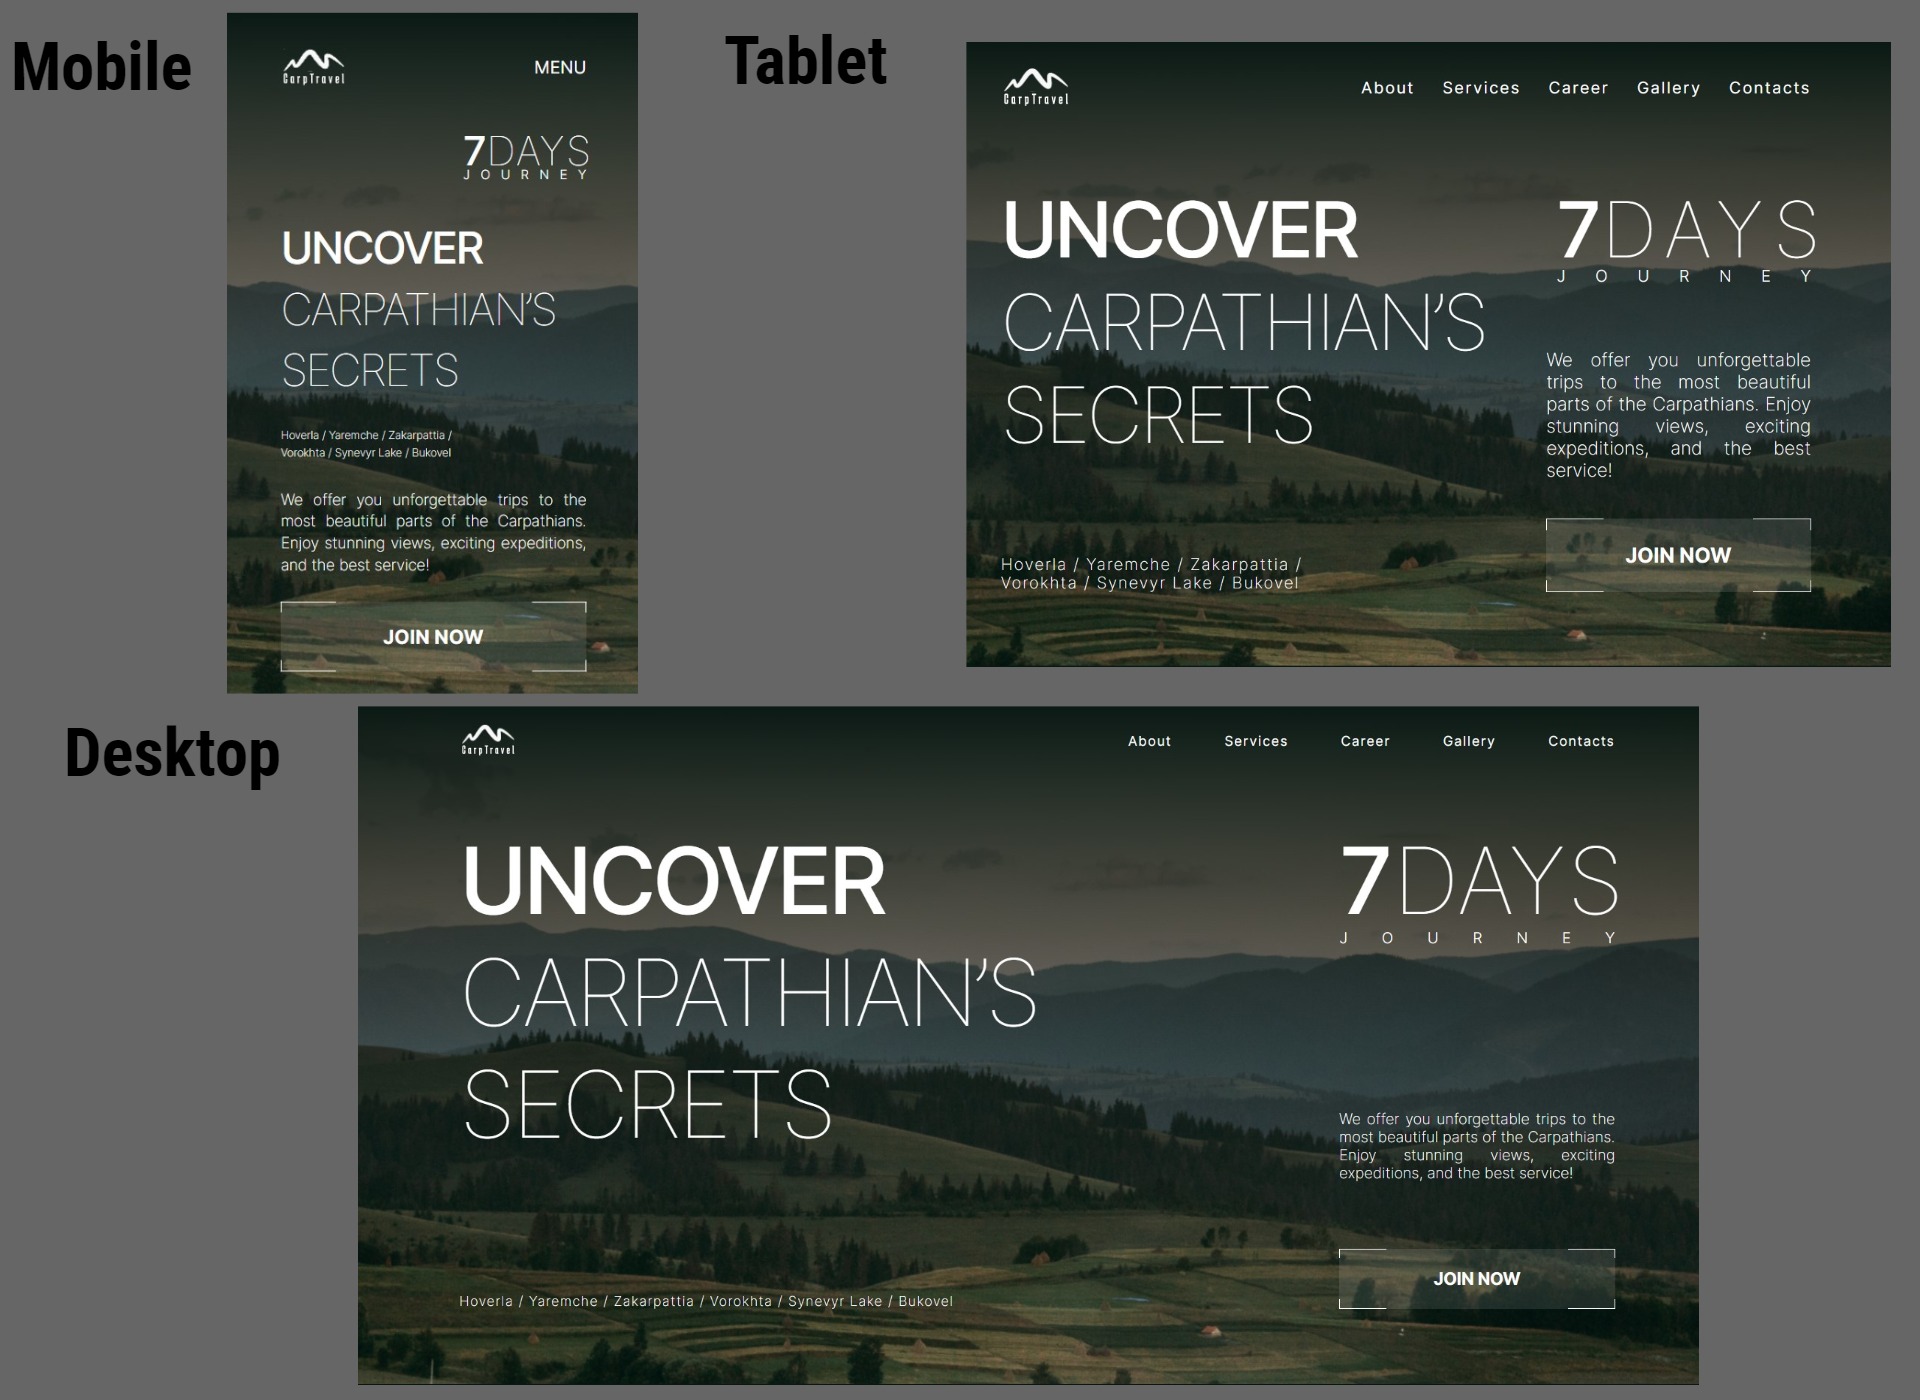 Mobile
CarpTravel
MENU
7DAYS
JOURNEY
UNCOVER
CARPATHIAN’S
SECRETS
Hoverla / Yaremche / Zakarpattia /
Vorokhta / Synevyr Lake / Bukovel
We offer you unforgettable trips to the
most beautiful parts of the Carpathians.
Enjoy stunning views, exciting expeditions,
and the best service!
JOIN NOW
Tablet
CarpTravel
About Services Career Gallery Contacts
UNCOVER
CARPATHIAN’S
SECRETS
7DAYS
JOURNEY
We offer you unforgettable
trips to the most beautiful
parts of the Carpathians. Enjoy
stunning views, exciting
expeditions, and the best
service!
Hoverla / Yaremche / Zakarpattia /
Vorokhta / Synevyr Lake / Bukovel
JOIN NOW
Desktop
CarpTravel
About Services Career Gallery Contacts
UNCOVER
CARPATHIAN’S
SECRETS
7DAYS
JOURNEY
We offer you unforgettable trips to the
most beautiful parts of the Carpathians.
Enjoy stunning views, exciting
expeditions, and the best service!
Hoverla / Yaremche / Zakarpattia / Vorokhta / Synevyr Lake / Bukovel
JOIN NOW